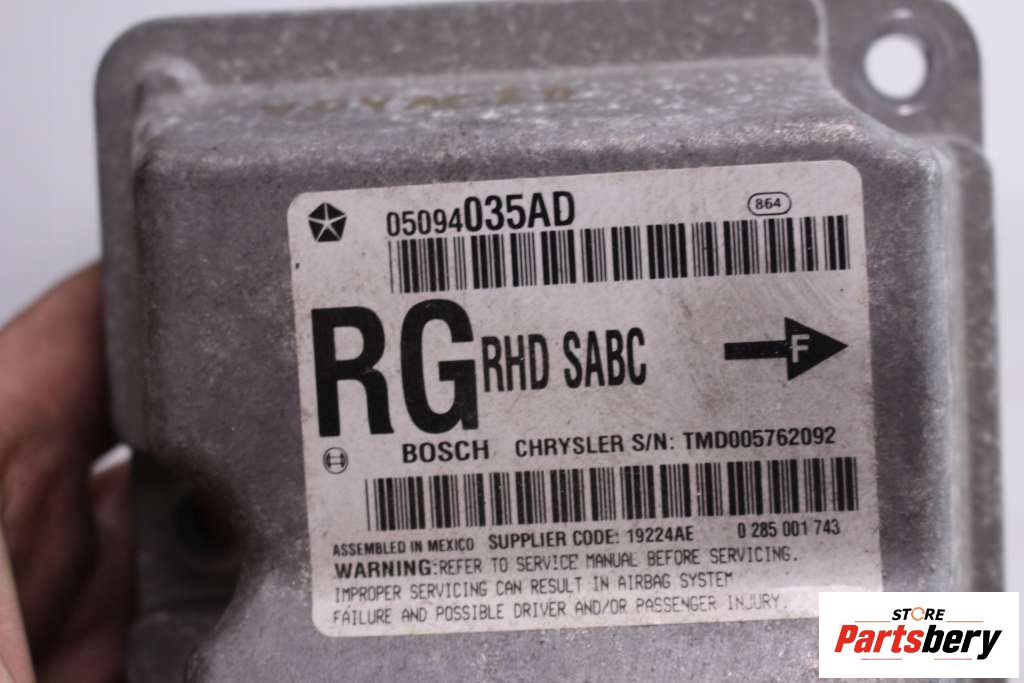 VOYAGER
05094035AD 864
RG RHD SABC F
BOSCH CHRYSLER S/N: TMD005762092
ASSEMBLED IN MEXICO SUPPLIER CODE: 19224AE 0 285 001 743
WARNING:REFER TO SERVICE MANUAL BEFORE SERVICING.
IMPROPER SERVICING CAN RESULT IN AIRBAG SYSTEM
FAILURE AND POSSIBLE DRIVER AND/OR PASSENGER INJURY.
STORE
Partsbery